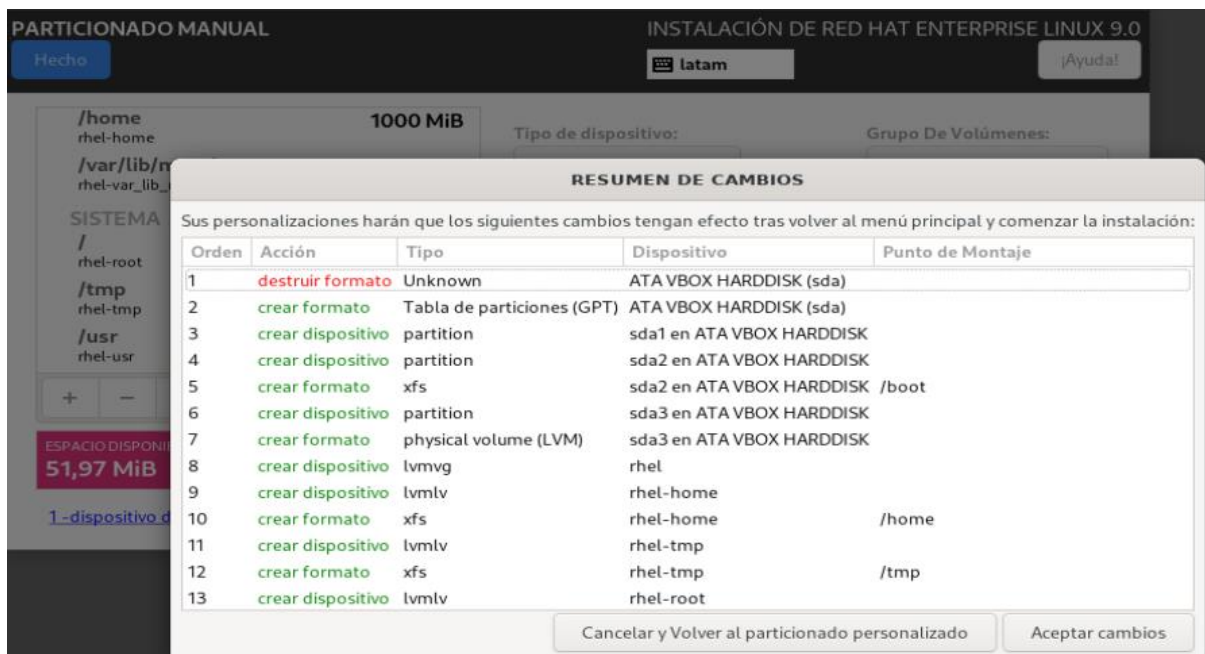 PARTICIONADO MANUAL
INSTALACIÓN DE RED HAT ENTERPRISE LINUX 9.0
Hecho
latam
¡Ayuda!
/home 1000 MiB
rhel-home
Tipo de dispositivo: Grupo De Volúmenes:
/var/lib/
rhel-var_lib_
SISTEMA
/
rhel-root
/tmp
rhel-tmp
/usr
rhel-usr
+ −
ESPACIO DISPONI
51,97 MiB
1 -dispositivo d
RESUMEN DE CAMBIOS
Sus personalizaciones harán que los siguientes cambios tengan efecto tras volver al menú principal y comenzar la instalación:
Orden Acción Tipo Dispositivo Punto de Montaje
1 destruir formato Unknown ATA VBOX HARDDISK (sda)
2 crear formato Tabla de particiones (GPT) ATA VBOX HARDDISK (sda)
3 crear dispositivo partition sda1 en ATA VBOX HARDDISK
4 crear dispositivo partition sda2 en ATA VBOX HARDDISK
5 crear formato xfs sda2 en ATA VBOX HARDDISK /boot
6 crear dispositivo partition sda3 en ATA VBOX HARDDISK
7 crear formato physical volume (LVM) sda3 en ATA VBOX HARDDISK
8 crear dispositivo lvmvg rhel
9 crear dispositivo lvmlv rhel-home
10 crear formato xfs rhel-home /home
11 crear dispositivo lvmlv rhel-tmp
12 crear formato xfs rhel-tmp /tmp
13 crear dispositivo lvmlv rhel-root
Cancelar y Volver al particionado personalizado Aceptar cambios